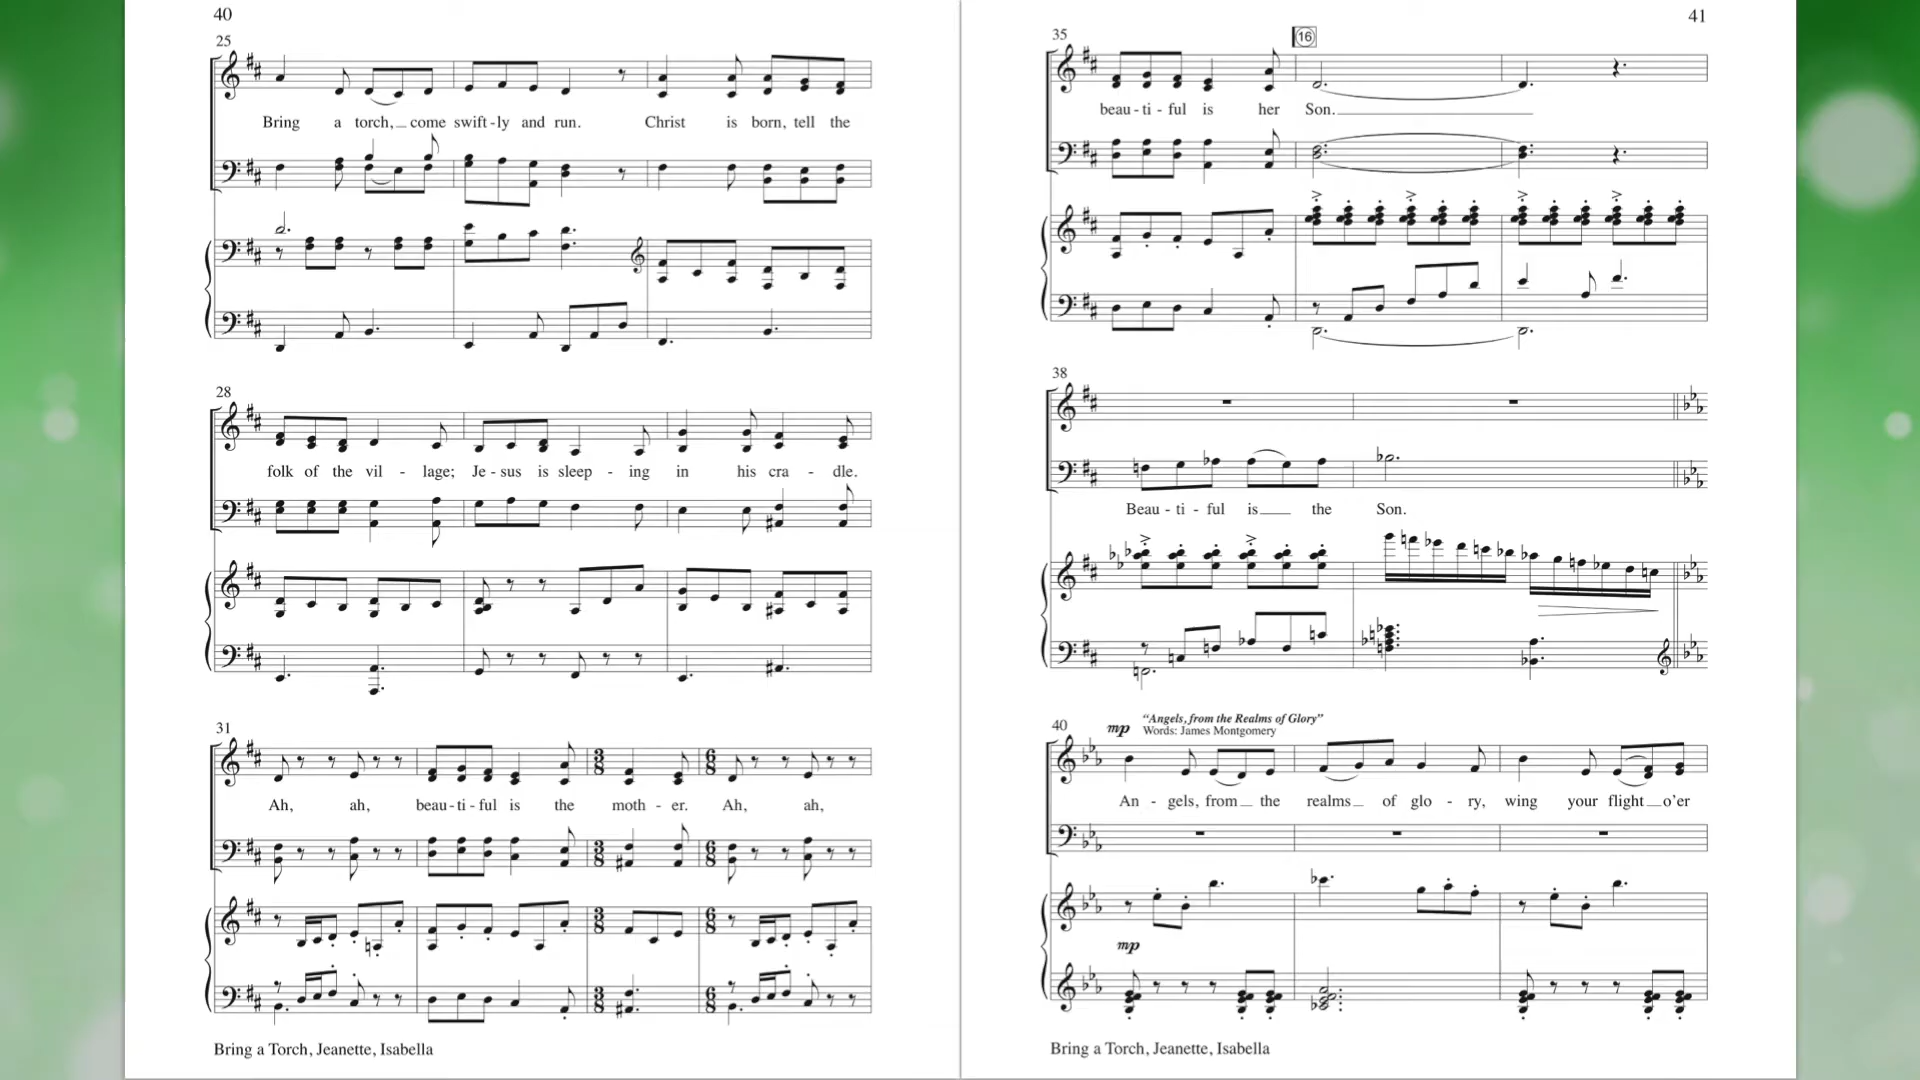 40
25
Bring a torch, come swift - ly and run. Christ is born, tell the
28
folk of the vil - lage; Je - sus is sleep - ing in his cra - dle.
31
Ah, ah, beau - ti - ful is the moth - er. Ah, ah,
Bring a Torch, Jeanette, Isabella
41
35
16
beau - ti - ful is her Son.
38
Beau - ti - ful is the Son.
40
mp
“Angels, from the Realms of Glory”
Words: James Montgomery
An - gels, from the realms of glo - ry, wing your flight o’er
mp
Bring a Torch, Jeanette, Isabella